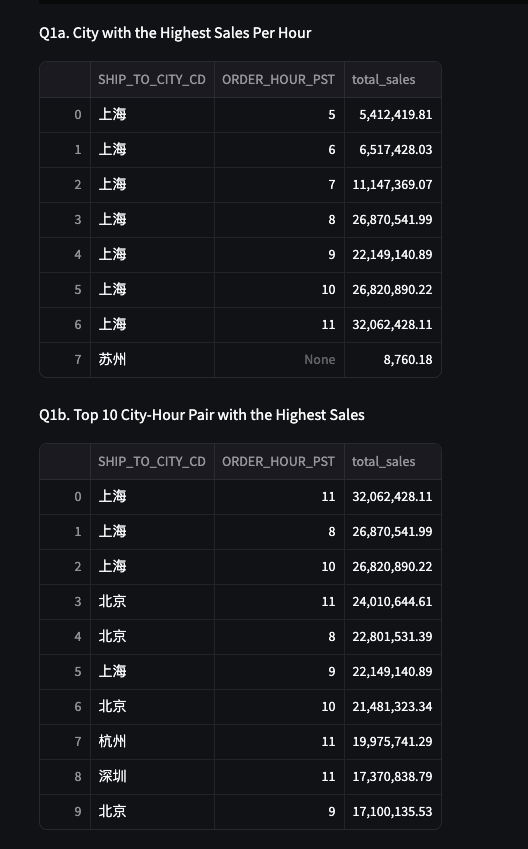 Q1a. City with the Highest Sales Per Hour
SHIP_TO_CITY_CD ORDER_HOUR_PST total_sales
0 上海 5 5,412,419.81
1 上海 6 6,517,428.03
2 上海 7 11,147,369.07
3 上海 8 26,870,541.99
4 上海 9 22,149,140.89
5 上海 10 26,820,890.22
6 上海 11 32,062,428.11
7 苏州 None 8,760.18
Q1b. Top 10 City-Hour Pair with the Highest Sales
SHIP_TO_CITY_CD ORDER_HOUR_PST total_sales
0 上海 11 32,062,428.11
1 上海 8 26,870,541.99
2 上海 10 26,820,890.22
3 北京 11 24,010,644.61
4 北京 8 22,801,531.39
5 上海 9 22,149,140.89
6 北京 10 21,481,323.34
7 杭州 11 19,975,741.29
8 深圳 11 17,370,838.79
9 北京 9 17,100,135.53